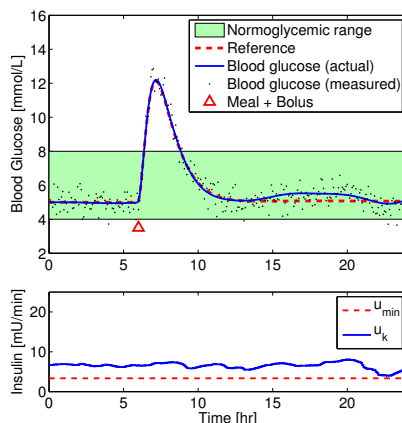 16
14
12
10
8
6
4
2
Blood Glucose [mmol/L]
Normoglycemic range
Reference
Blood glucose (actual)
Blood glucose (measured)
Meal + Bolus
0 5 10 15 20
Insulin [mU/min]
20
10
0
u_min
u_k
0 5 10 15 20
Time [hr]